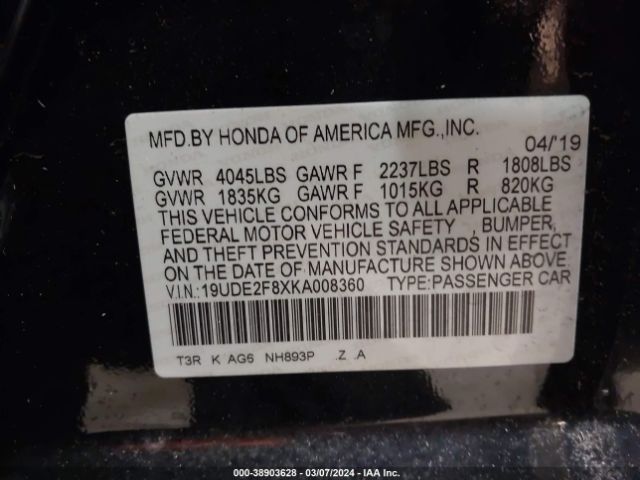 MFD.BY HONDA OF AMERICA MFG.,INC.
04/'19
GVWR 4045LBS GAWR F 2237LBS R 1808LBS
GVWR 1835KG GAWR F 1015KG R 820KG
THIS VEHICLE CONFORMS TO ALL APPLICABLE
FEDERAL MOTOR VEHICLE SAFETY , BUMPER,
AND THEFT PREVENTION STANDARDS IN EFFECT
ON THE DATE OF MANUFACTURE SHOWN ABOVE.
V.I.N.:19UDE2F8XKA008360 TYPE:PASSENGER CAR
T3R K AG6 NH893P .Z .A
000-38903628 - 03/07/2024 - IAA Inc.